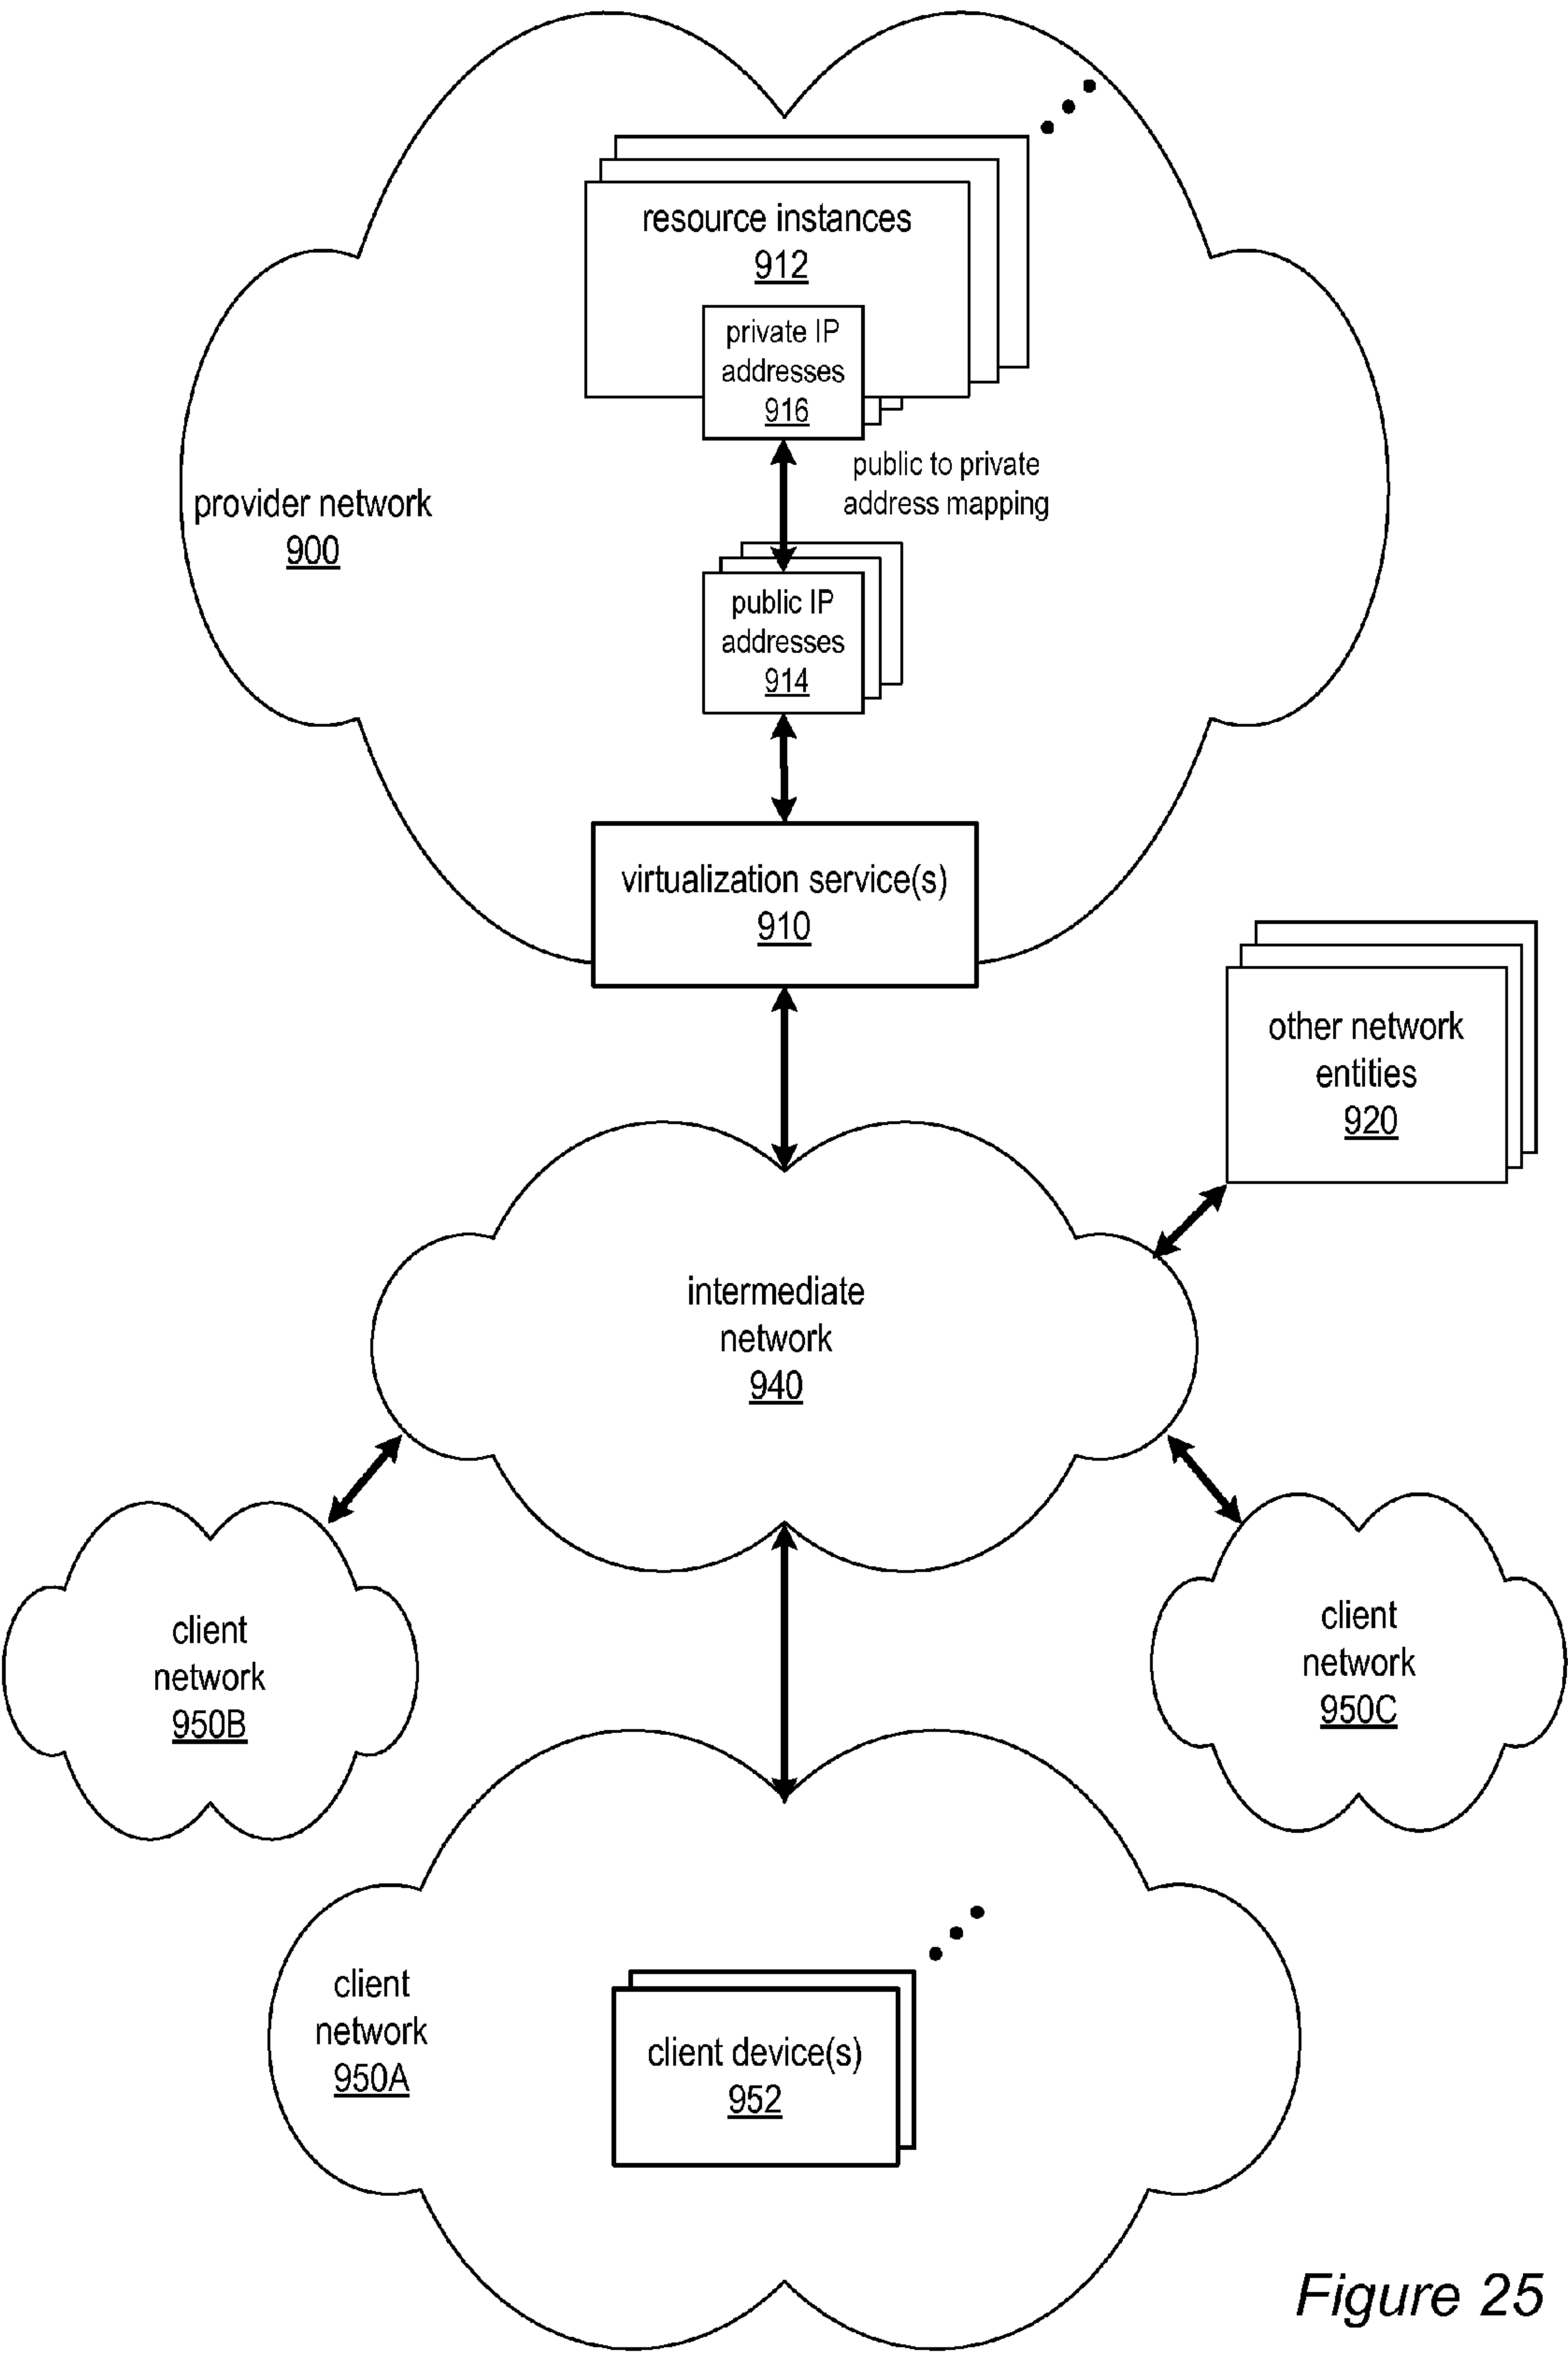 resource instances
912
private IP
addresses
916
public to private
address mapping
provider network
900
public IP
addresses
914
virtualization service(s)
910
other network
entities
920
intermediate
network
940
client
network
950B
client
network
950C
client
network
950A
client device(s)
952
Figure 25